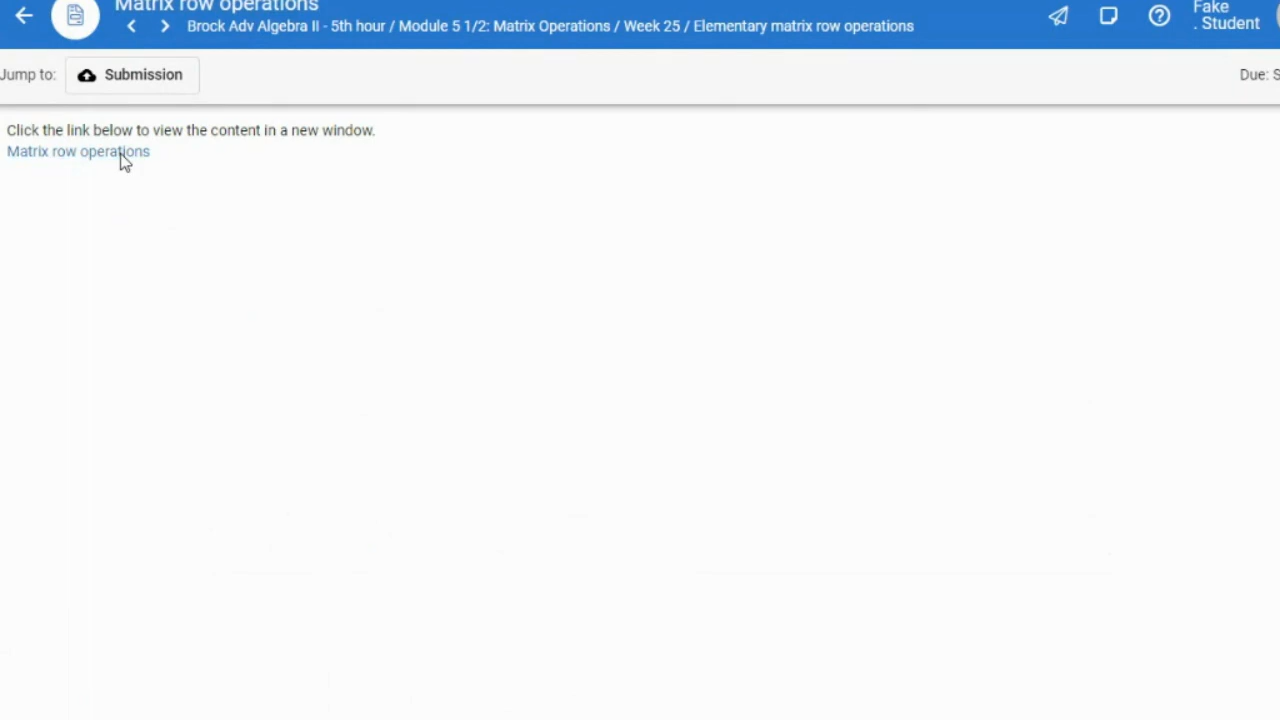 Matrix row operations
Brock Adv Algebra II - 5th hour / Module 5 1/2: Matrix Operations / Week 25 / Elementary matrix row operations
Fake
. Student
Jump to:
Submission
Due: S
Click the link below to view the content in a new window.
Matrix row operations